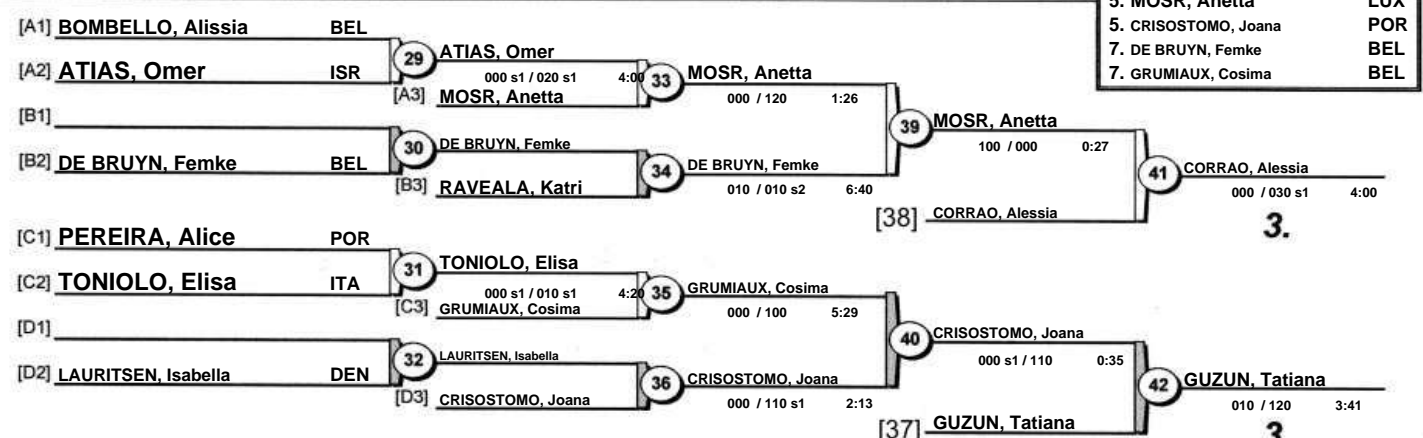 5. MOSR, Anetta LUX
5. CRISOSTOMO, Joana POR
7. DE BRUYN, Femke BEL
7. GRUMIAUX, Cosima BEL
[A1] BOMBELLO, Alissia BEL
29 ATIAS, Omer
[A2] ATIAS, Omer ISR
000 s1 / 020 s1 4:00
33 MOSR, Anetta
[A3] MOSR, Anetta
000 / 120 1:26
[B1]
39 MOSR, Anetta
100 / 000 0:27
30 DE BRUYN, Femke
[B2] DE BRUYN, Femke BEL
34 DE BRUYN, Femke
[B3] RAVEALA, Katri
010 / 010 s2 6:40
41 CORRAO, Alessia
000 / 030 s1 4:00
[38] CORRAO, Alessia
3.
[C1] PEREIRA, Alice POR
31 TONIOLO, Elisa
[C2] TONIOLO, Elisa ITA
000 s1 / 010 s1 4:20
35 GRUMIAUX, Cosima
[C3] GRUMIAUX, Cosima
000 / 100 5:29
[D1]
40 CRISOSTOMO, Joana
000 s1 / 110 0:35
32 LAURITSEN, Isabella
[D2] LAURITSEN, Isabella DEN
36 CRISOSTOMO, Joana
[D3] CRISOSTOMO, Joana
000 / 110 s1 2:13
42 GUZUN, Tatiana
010 / 120 3:41
[37] GUZUN, Tatiana
3.